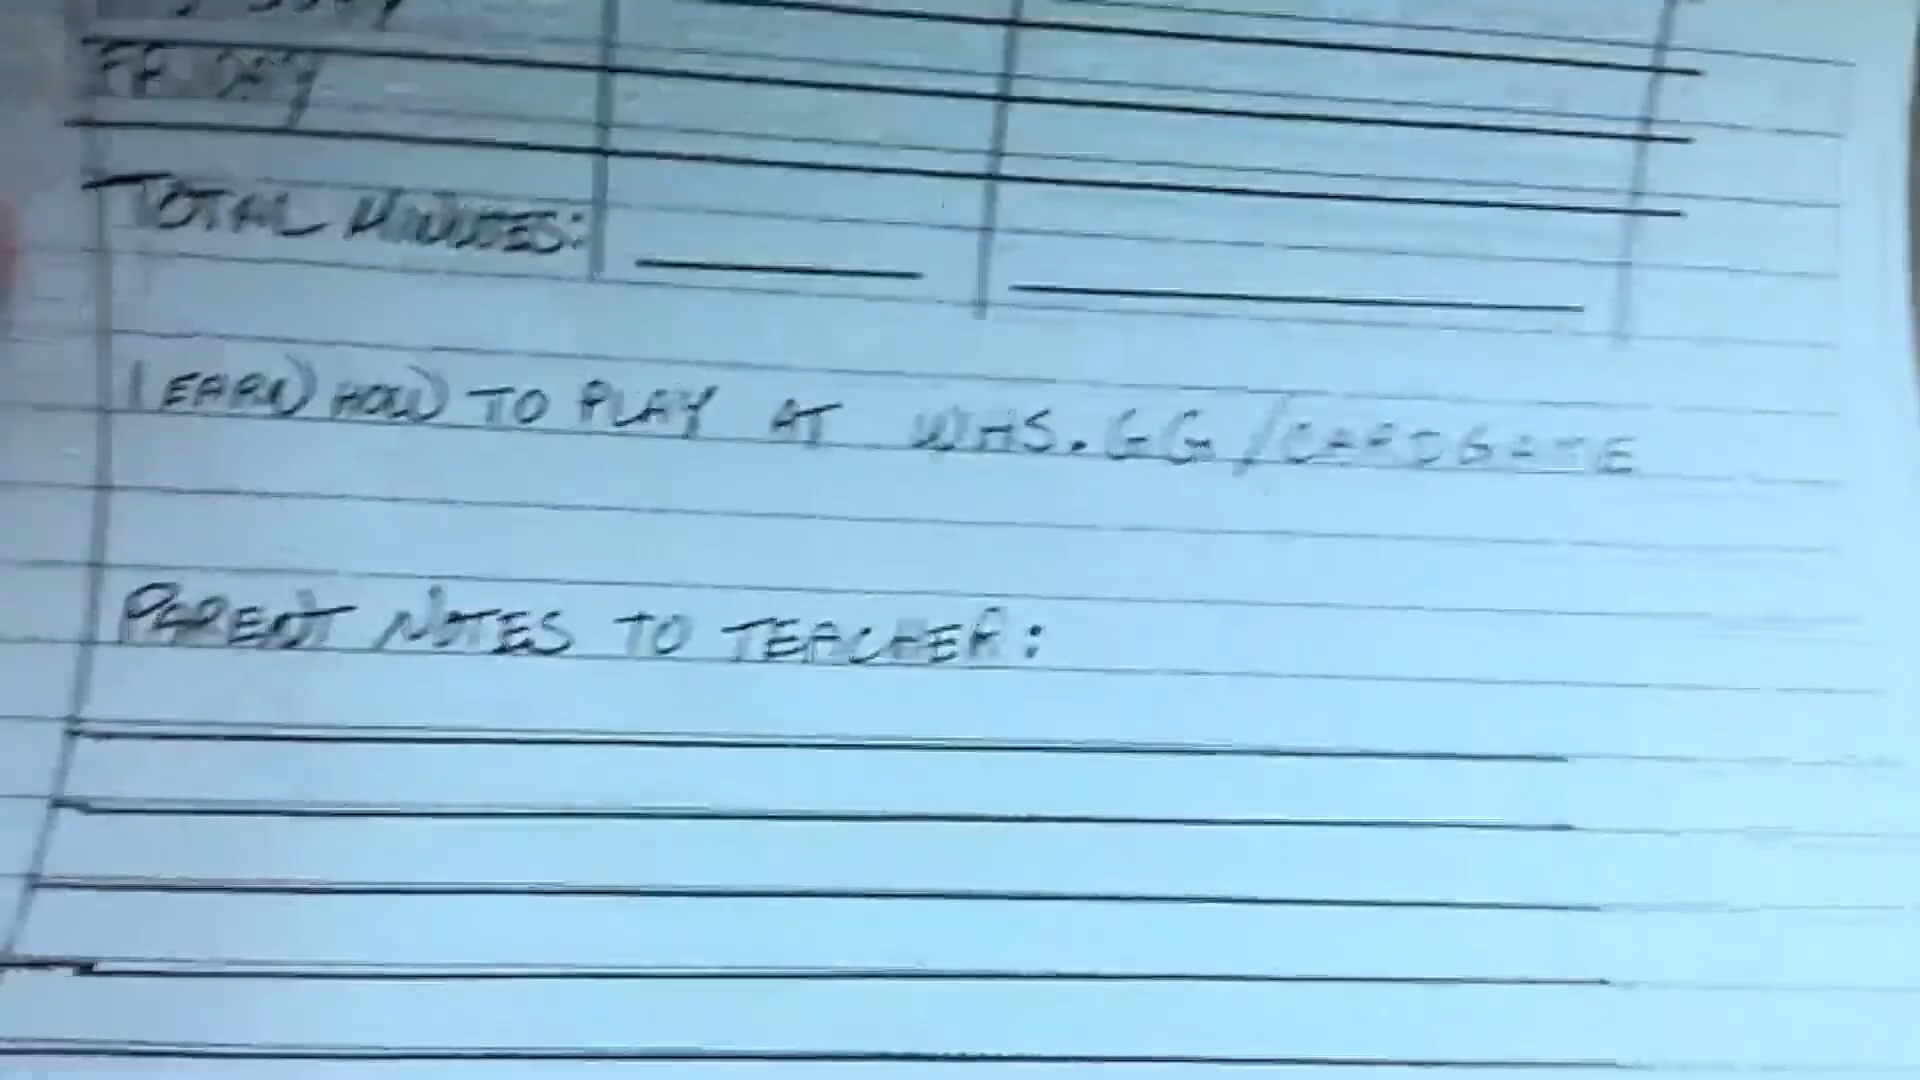 TOTAL MINUTES:
LEARN HOW TO PLAY AT WHS.GG/CARDGATE
PARENT NOTES TO TEACHER: